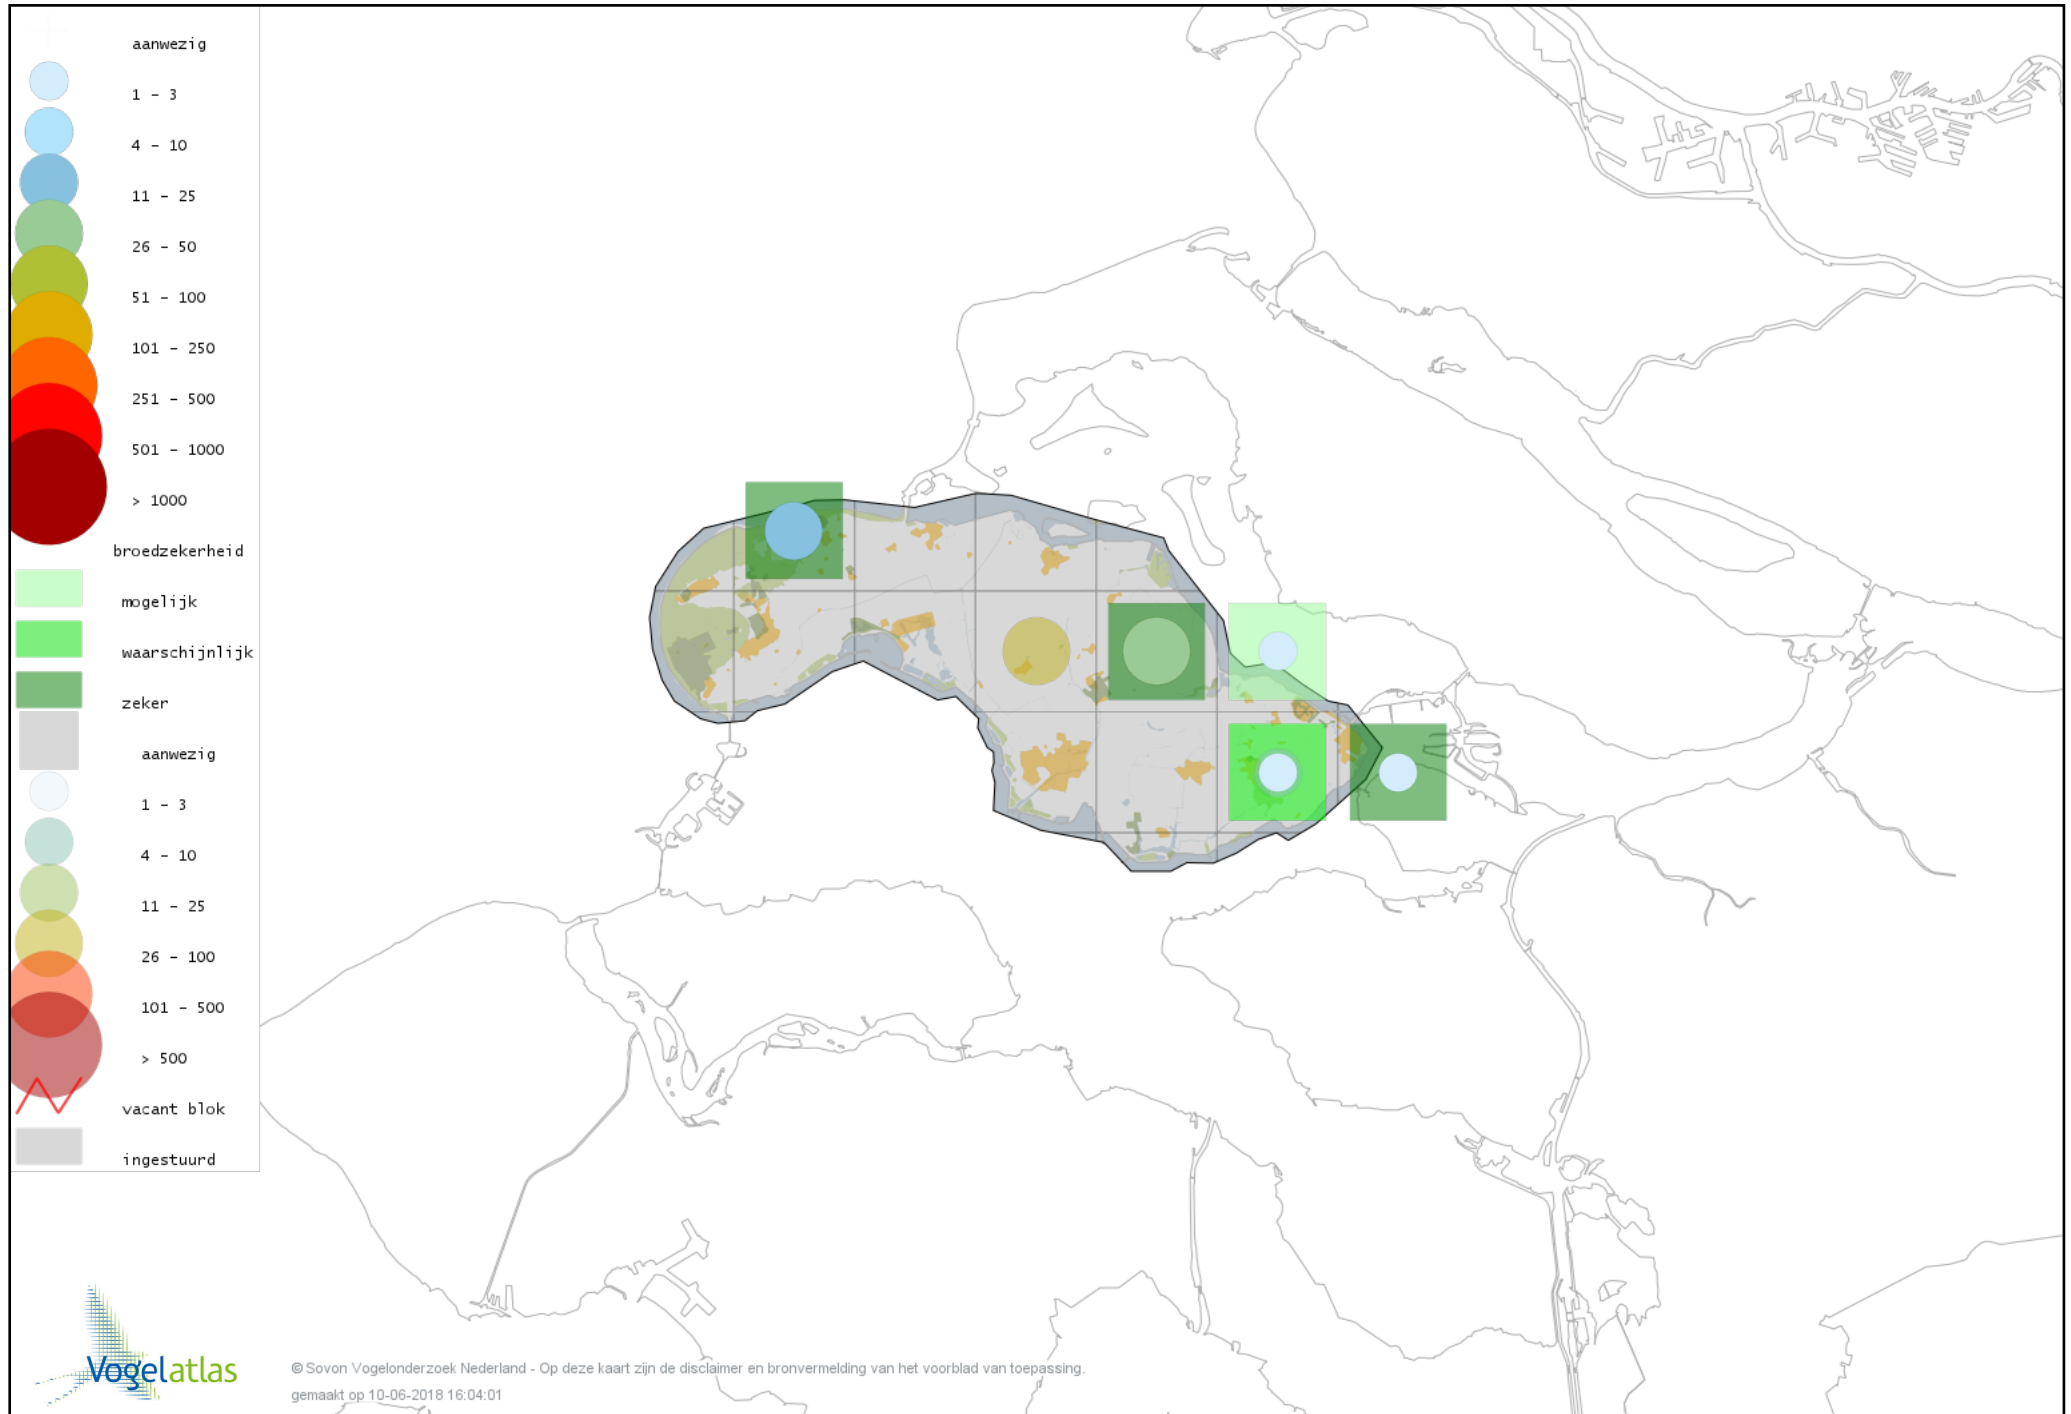 aanwezig
1 - 3
4 - 10
11 - 25
26 - 50
51 - 100
101 - 250
251 - 500
501 - 1000
> 1000
broedzekerheid
mogelijk
waarschijnlijk
zeker
aanwezig
1 - 3
4 - 10
11 - 25
26 - 100
101 - 500
> 500
vacant blok
ingestuurd
Vogelatlas
© Sovon Vogelonderzoek Nederland - Op deze kaart zijn de disclaimer en bronvermelding van het voorblad van toepassing.
gemaakt op 10-06-2018 16:04:01